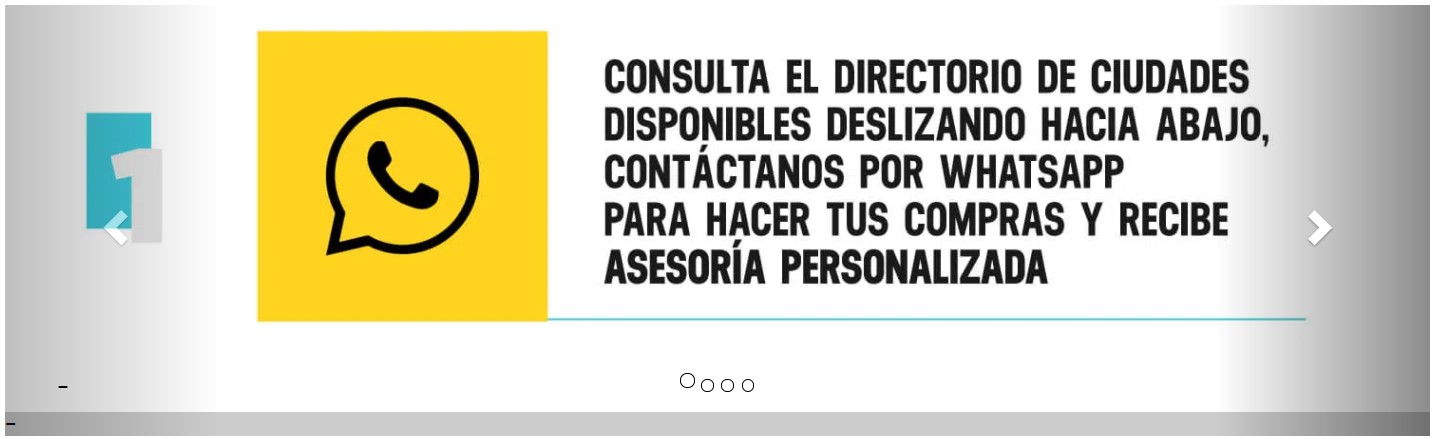 1
CONSULTA EL DIRECTORIO DE CIUDADES
DISPONIBLES DESLIZANDO HACIA ABAJO,
CONTÁCTANOS POR WHATSAPP
PARA HACER TUS COMPRAS Y RECIBE
ASESORÍA PERSONALIZADA